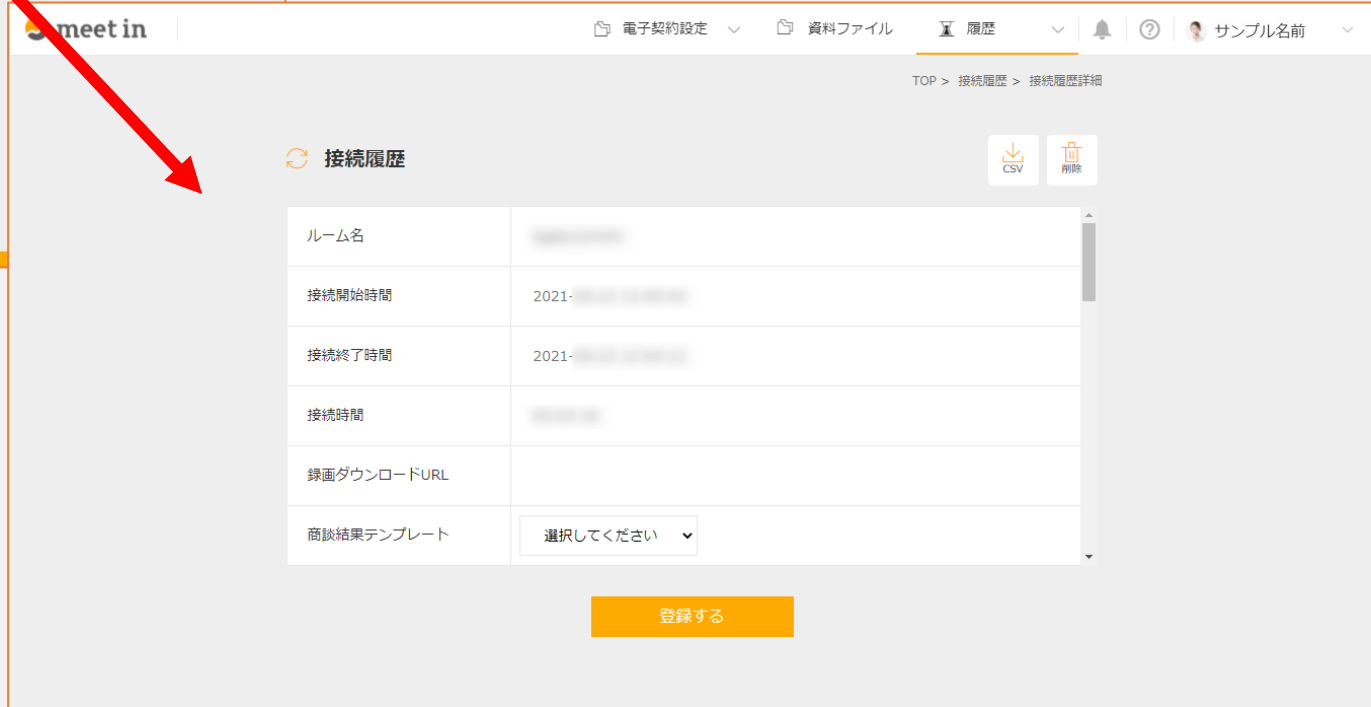 meet in
電子契約設定
資料ファイル
履歴
サンプル名前
TOP > 接続履歴 > 接続履歴詳細
接続履歴
CSV
削除
ルーム名
接続開始時間 2021-
接続終了時間 2021-
接続時間
録画ダウンロードURL
商談結果テンプレート 選択してください
登録する